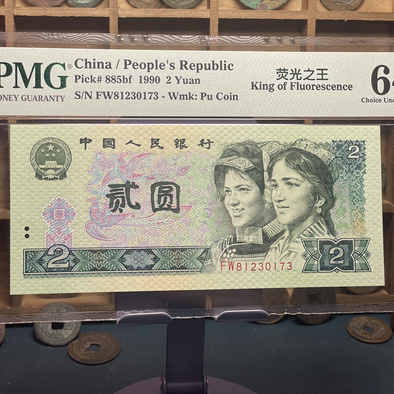 PMG
MONEY GUARANTY
China / People's Republic
Pick# 885bf 1990 2 Yuan
S/N FW81230173 - Wmk: Pu Coin
荧光之王
King of Fluorescence
64
Choice Unc
中国人民银行
贰圆
2
2
2
FW81230173